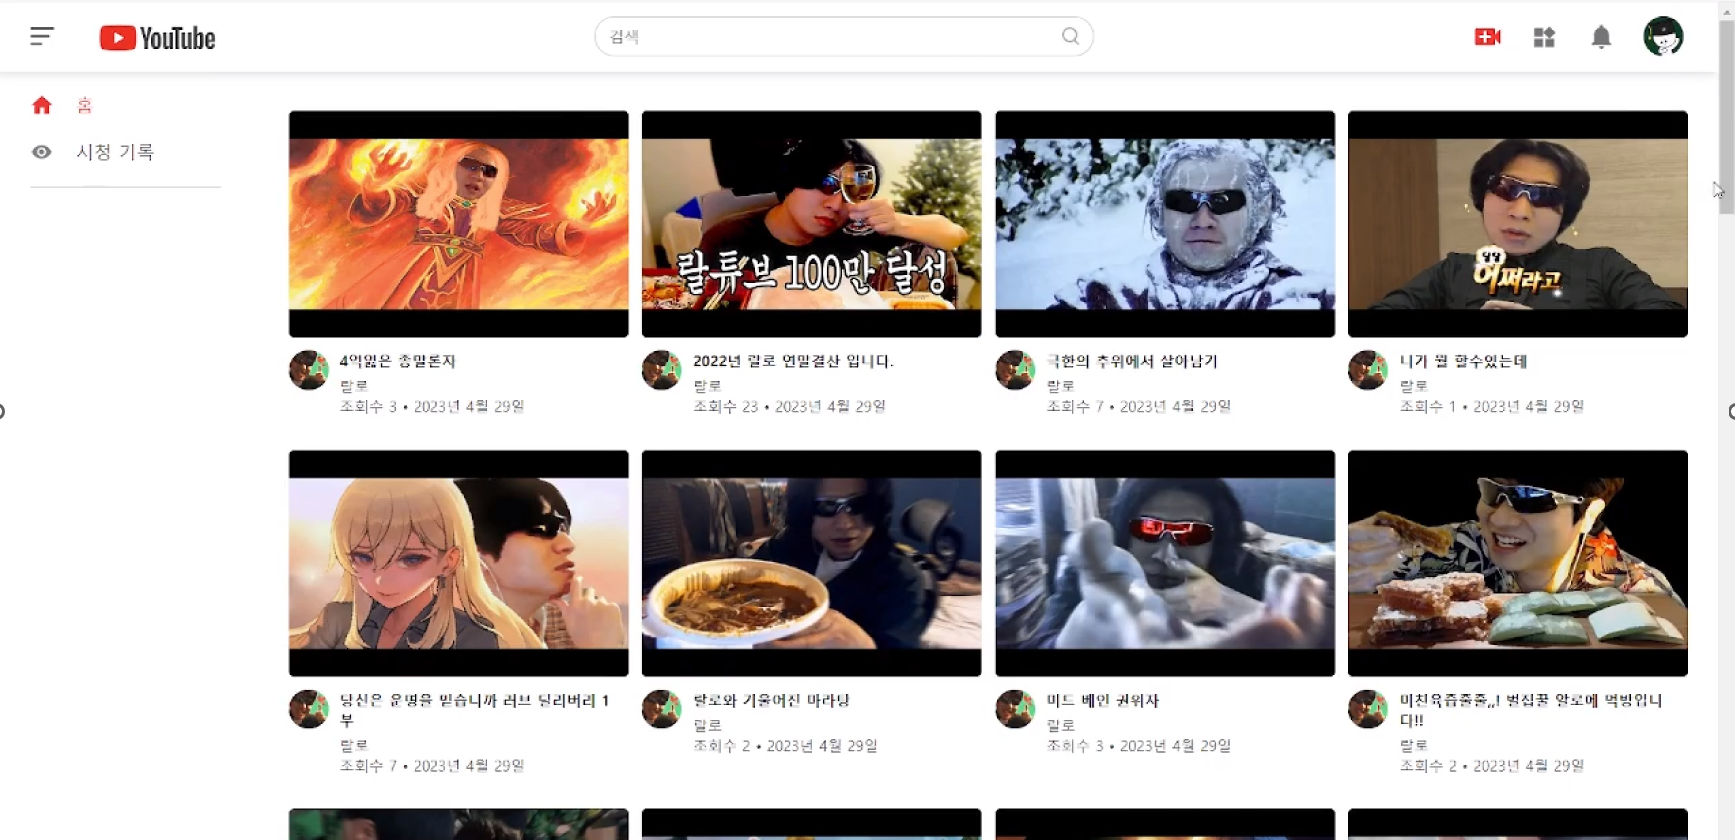 YouTube
검색
홈
시청 기록
랄튜브 100만 달성
어쩌라고
4억잃은 종말론자
랄로
조회수 3 • 2023년 4월 29일
2022년 랄로 연말결산 입니다.
랄로
조회수 23 • 2023년 4월 29일
극한의 추위에서 살아남기
랄로
조회수 7 • 2023년 4월 29일
니가 뭘 할수있는데
랄로
조회수 1 • 2023년 4월 29일
당신은 운명을 믿습니까 러브 딜리버리 1
부
랄로
조회수 7 • 2023년 4월 29일
랄로와 기울어진 마라탕
랄로
조회수 2 • 2023년 4월 29일
미드 베인 권위자
랄로
조회수 3 • 2023년 4월 29일
미친육즙줄줄,,! 벌집꿀 알로에 먹방입니
다!!
랄로
조회수 2 • 2023년 4월 29일